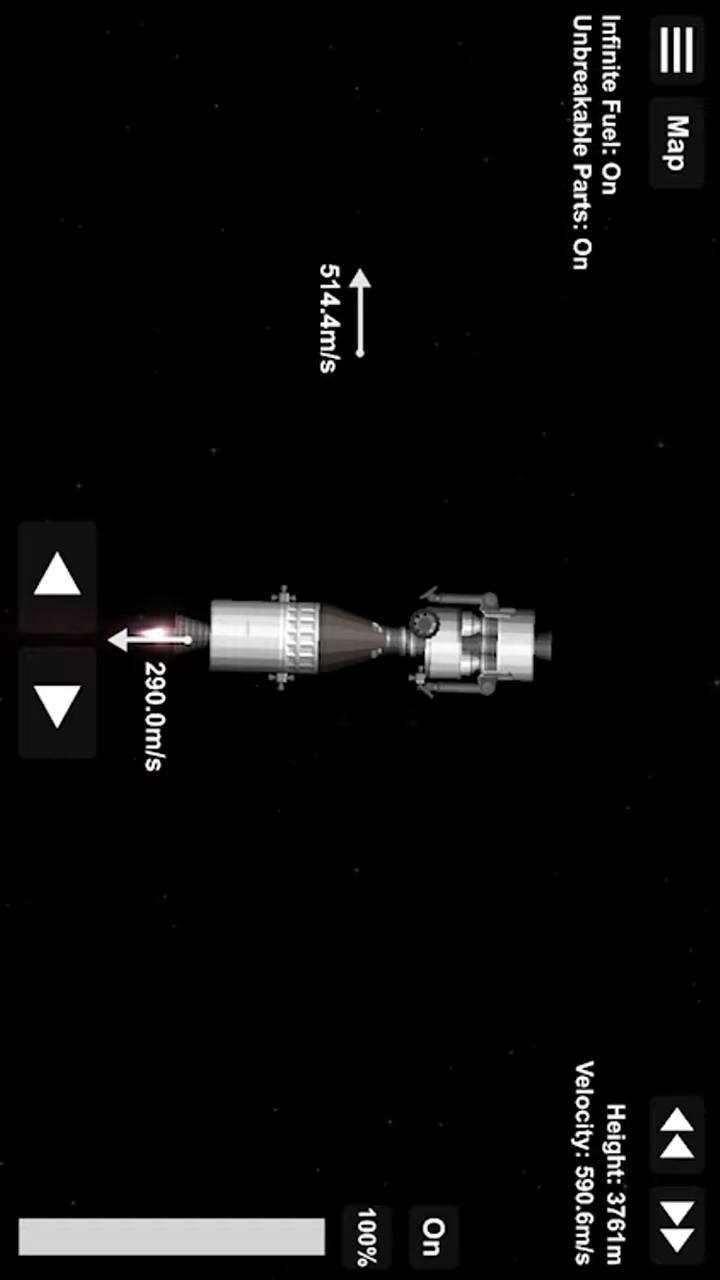 Map
Infinite Fuel: On
Unbreakable Parts: On
Height: 3761m
Velocity: 590.6m/s
514.4m/s
290.0m/s
On
100%